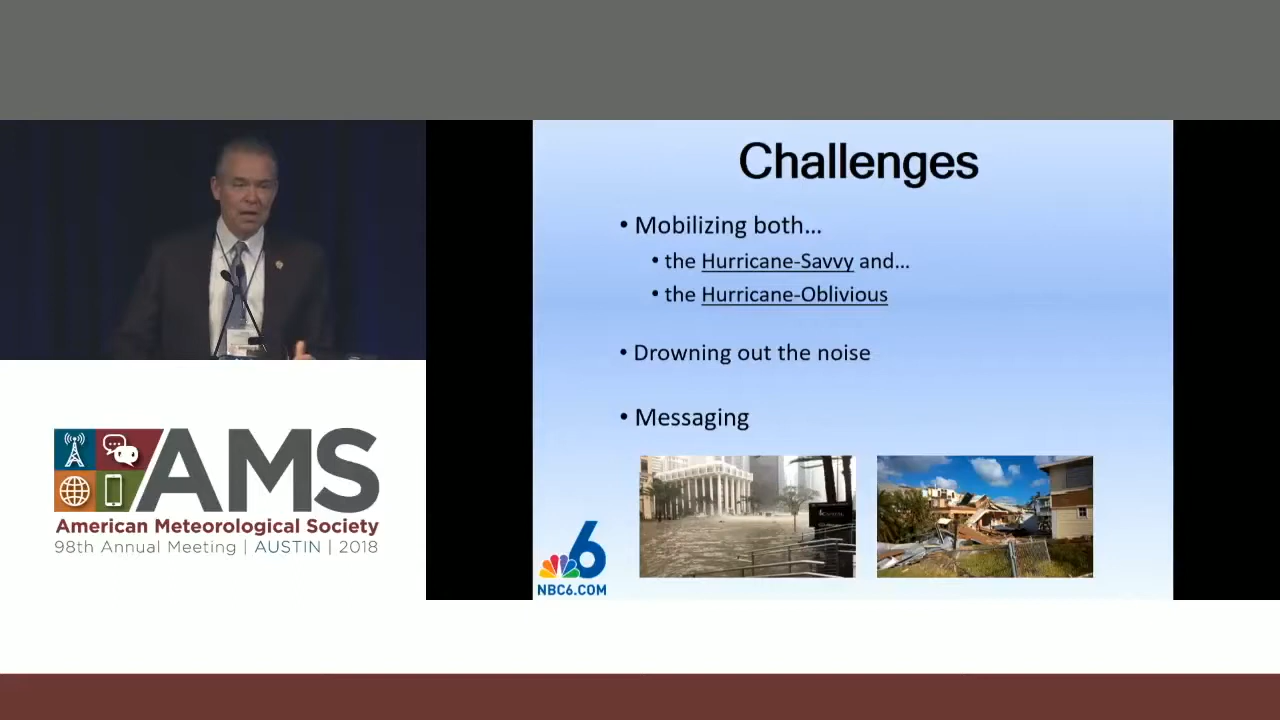 Challenges
• Mobilizing both...
• the Hurricane-Savvy and...
• the Hurricane-Oblivious
• Drowning out the noise
• Messaging
6
NBC6.COM
AMS
American Meteorological Society
98th Annual Meeting | AUSTIN | 2018